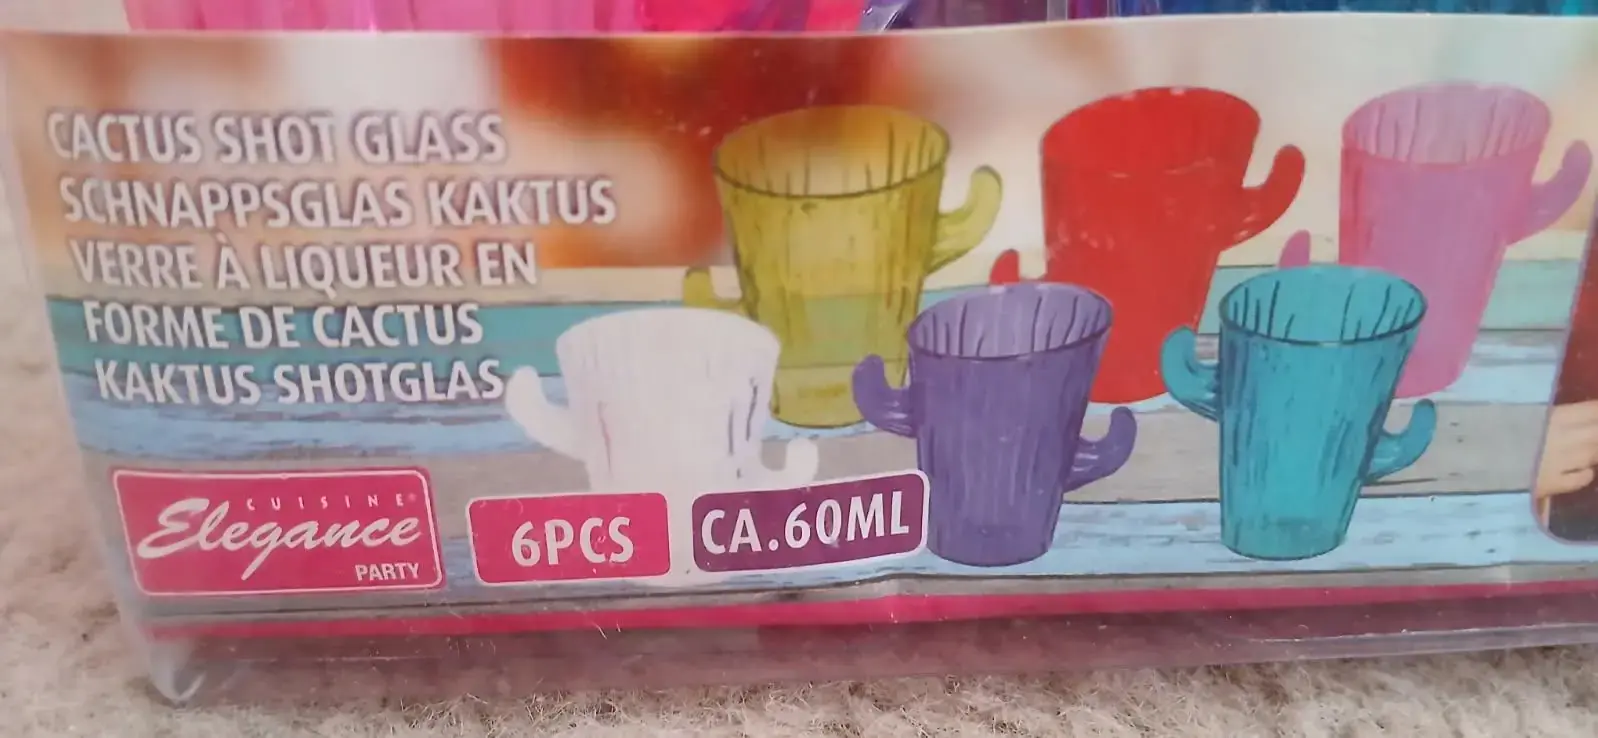 CACTUS SHOT GLASS
SCHNAPPSGLAS KAKTUS
VERRE À LIQUEUR EN
FORME DE CACTUS
KAKTUS SHOTGLAS
CUISINE®
Elegance
PARTY
6PCS
CA.60ML